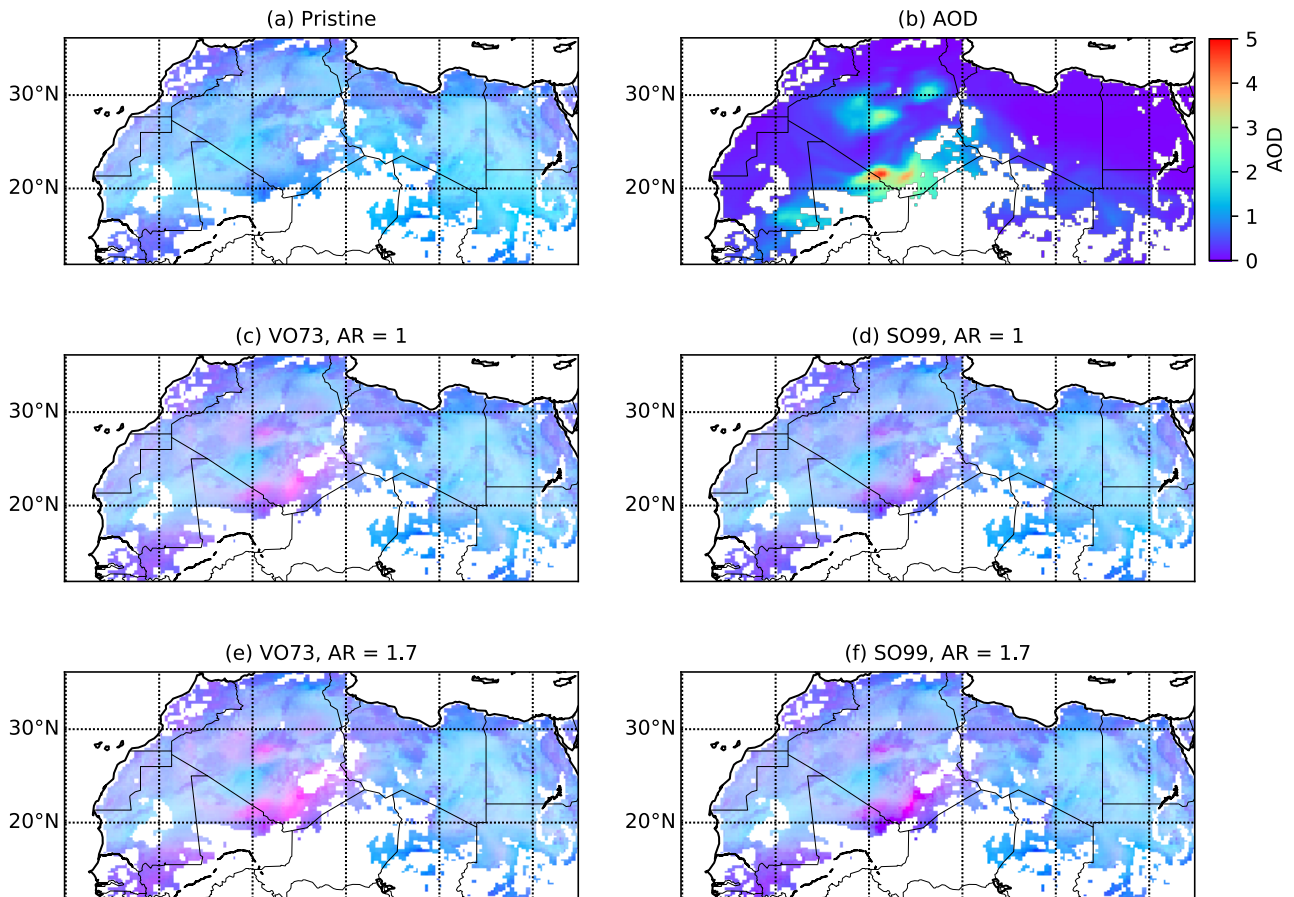 (a) Pristine
(b) AOD
30°N
20°N
5
4
3
2
1
0
AOD
(c) VO73, AR = 1
(d) SO99, AR = 1
30°N
20°N
30°N
20°N
(e) VO73, AR = 1.7
(f) SO99, AR = 1.7
30°N
20°N
30°N
20°N